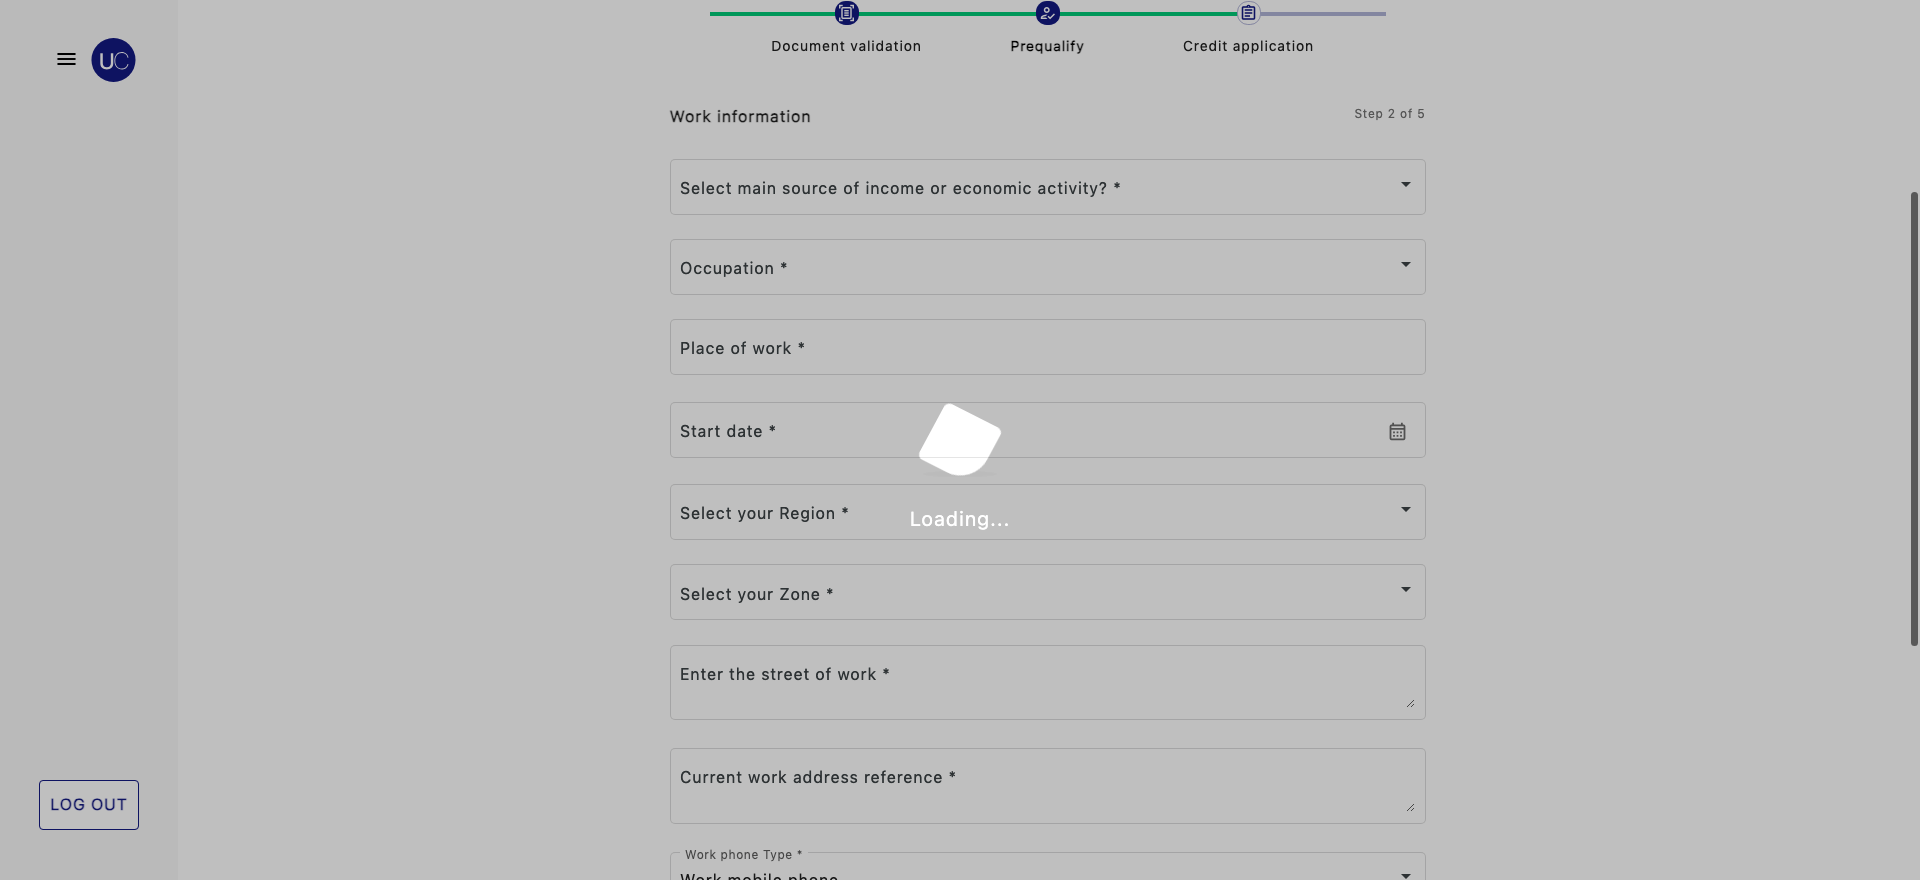 UC
Document validation
Prequalify
Credit application
Work information
Step 2 of 5
Select main source of income or economic activity? *
Occupation *
Place of work *
Start date *
Select your Region *
Loading...
Select your Zone *
Enter the street of work *
Current work address reference *
LOG OUT
Work phone Type *
Work mobile phone